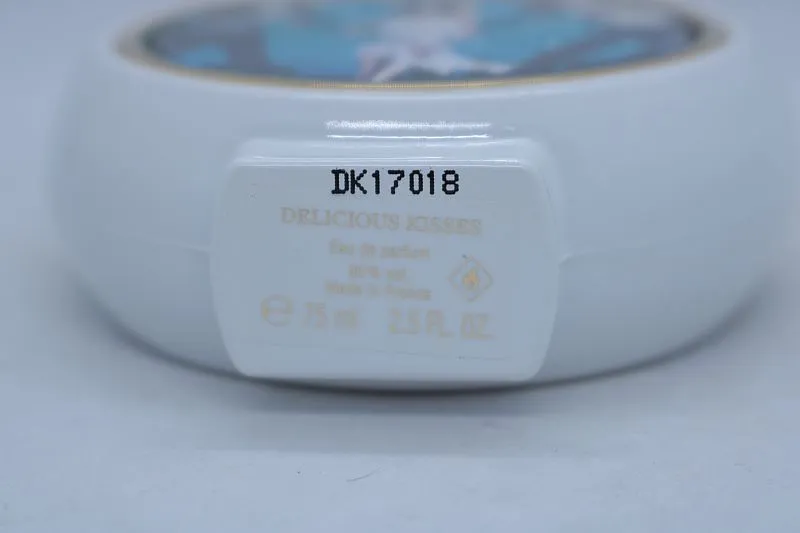 DK17018
DELICIOUS KISSES
Eau de parfum
80% vol.
Made in France
℮ 75 ml 2.5 FL. OZ.